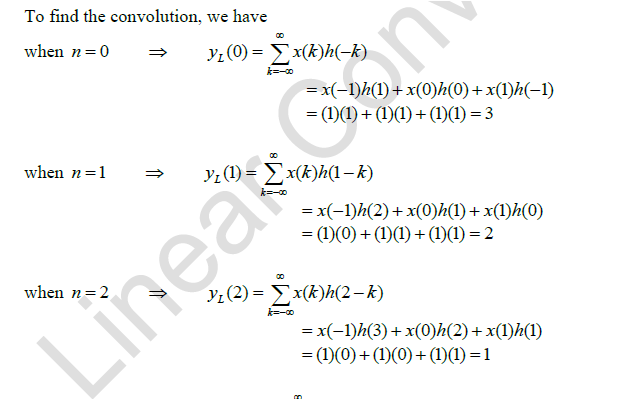 To find the convolution, we have
when n = 0 ⇒ y_L(0) = ∑_{k=−∞}^{∞} x(k)h(−k)
= x(−1)h(1) + x(0)h(0) + x(1)h(−1)
= (1)(1) + (1)(1) + (1)(1) = 3
when n = 1 ⇒ y_L(1) = ∑_{k=−∞}^{∞} x(k)h(1 − k)
= x(−1)h(2) + x(0)h(1) + x(1)h(0)
= (1)(0) + (1)(1) + (1)(1) = 2
when n = 2 ⇒ y_L(2) = ∑_{k=−∞}^{∞} x(k)h(2 − k)
= x(−1)h(3) + x(0)h(2) + x(1)h(1)
= (1)(0) + (1)(0) + (1)(1) = 1
∞
Linear Conv